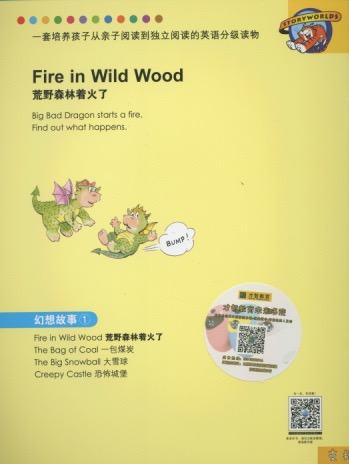 STORYWORLDS
一套培养孩子从亲子阅读到独立阅读的英语分级读物
Fire in Wild Wood
荒野森林着火了
Big Bad Dragon starts a fire.
Find out what happens.
BUMP!
幻想故事 1
Fire in Wild Wood 荒野森林着火了
The Bag of Coal 一包煤炭
The Big Snowball 大雪球
Creepy Castle 恐怖城堡